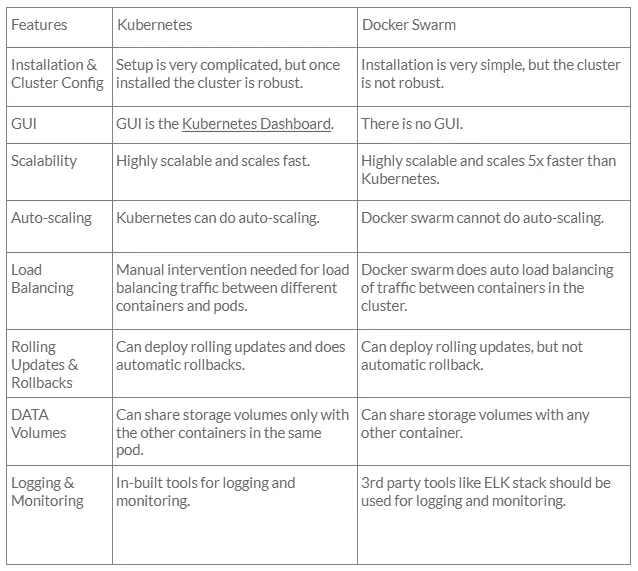 Features
Kubernetes
Docker Swarm
Installation &
Cluster Config
Setup is very complicated, but once
installed the cluster is robust.
Installation is very simple, but the cluster
is not robust.
GUI
GUI is the Kubernetes Dashboard.
There is no GUI.
Scalability
Highly scalable and scales fast.
Highly scalable and scales 5x faster than
Kubernetes.
Auto-scaling
Kubernetes can do auto-scaling.
Docker swarm cannot do auto-scaling.
Load
Balancing
Manual intervention needed for load
balancing traffic between different
containers and pods.
Docker swarm does auto load balancing
of traffic between containers in the
cluster.
Rolling
Updates &
Rollbacks
Can deploy rolling updates and does
automatic rollbacks.
Can deploy rolling updates, but not
automatic rollback.
DATA
Volumes
Can share storage volumes only with
the other containers in the same
pod.
Can share storage volumes with any
other container.
Logging &
Monitoring
In-built tools for logging and
monitoring.
3rd party tools like ELK stack should be
used for logging and monitoring.